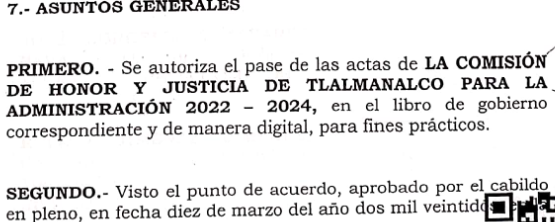 7.- ASUNTOS GENERALES
PRIMERO. - Se autoriza el pase de las actas de LA COMISIÓN
DE HONOR Y JUSTICIA DE TLALMANALCO PARA LA
ADMINISTRACIÓN 2022 – 2024, en el libro de gobierno
correspondiente y de manera digital, para fines prácticos.
SEGUNDO.- Visto el punto de acuerdo, aprobado por el cabildo
en pleno, en fecha diez de marzo del año dos mil